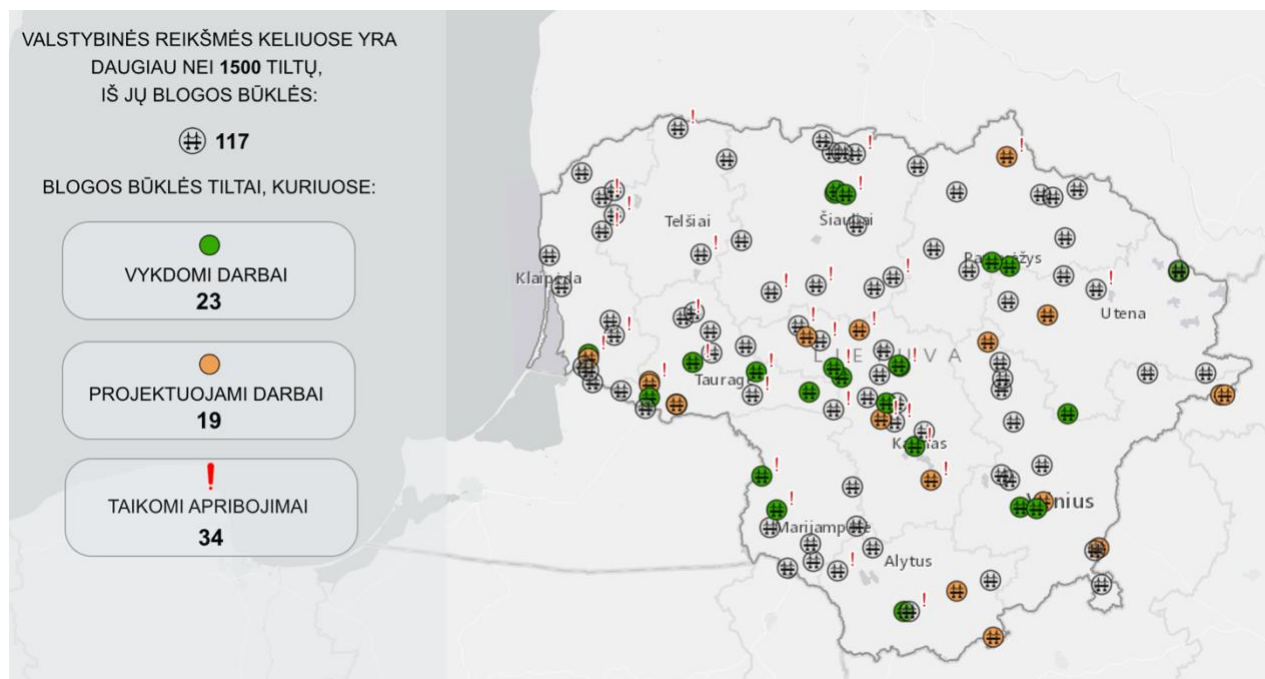 VALSTYBINĖS REIKŠMĖS KELIUOSE YRA
DAUGIAU NEI 1500 TILTŲ,
IŠ JŲ BLOGOS BŪKLĖS:
117
BLOGOS BŪKLĖS TILTAI, KURIUOSE:
VYKDOMI DARBAI
23
PROJEKTUOJAMI DARBAI
19
TAIKOMI APRIBOJIMAI
34
Telšiai
Šiauliai
Klaipėda
Panevėžys
Utena
LIETUVA
Tauragė
Kaunas
Vilnius
Marijampolė
Alytus